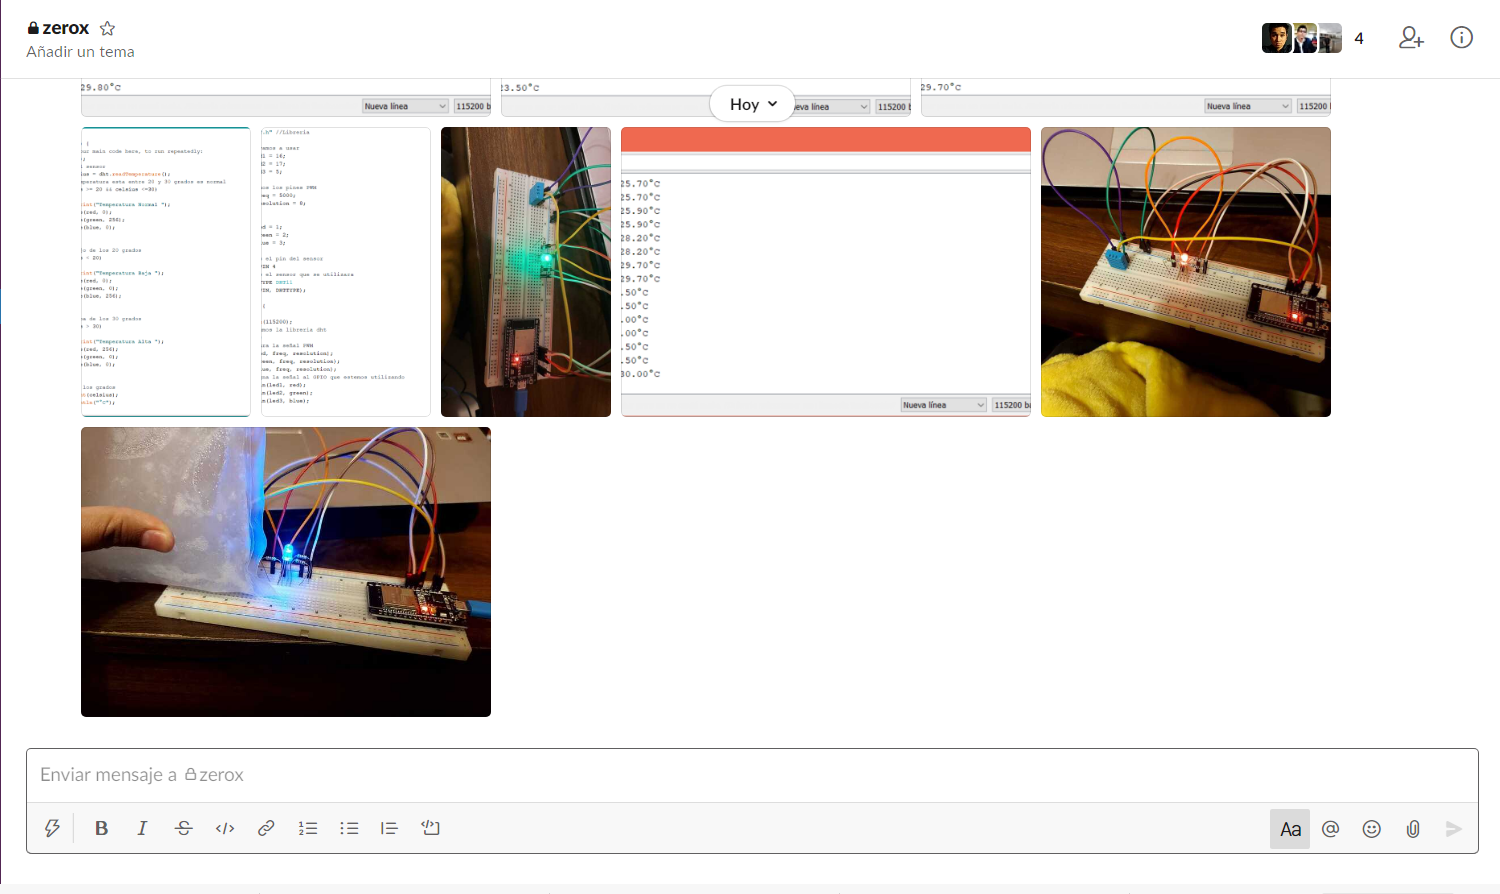 zerox
Añadir un tema
4
29.80°C
23.50°C
29.70°C
Nueva línea
115200 b
Hoy
eva línea
115200 b
Nueva línea
115200
{
ur main code here, to run repeatedly:
sensor
ius = dht.readTemperature();
peratura esta entre 20 y 30 grados es normal
>= 20 && celsius <=30)
int("Temperatura Normal ");
(red, 0);
(green, 256);
(blue, 0);
o de los 20 grados
< 20)
int("Temperatura Baja ");
(red, 0);
(green, 0);
(blue, 256);
a de los 30 grados
> 30)
int("Temperatura Alta ");
(red, 256);
(green, 0);
(blue, 0);
los grados
t(celsius);
tln("°C");
.h" //Libreria
emos a usar
1 = 16;
2 = 17;
3 = 5;
os los pines PWM
eq = 5000;
solution = 8;
d = 1;
een = 2;
ue = 3;
el pin del sensor
PIN 4
el sensor que se utilizara
TYPE DHT11
PIN, DHTTYPE);
{
(115200);
mos la libreria dht
ra la señal PWM
d, freq, resolution);
een, freq, resolution);
ue, freq, resolution);
na la señal al GPIO que estemos utilizando
n(led1, red);
n(led2, green);
n(led3, blue);
25.70°C
25.70°C
25.90°C
25.90°C
28.20°C
28.20°C
29.70°C
29.70°C
.50°C
.50°C
.00°C
.00°C
.50°C
.50°C
30.00°C
Nueva línea
115200 ba
Enviar mensaje a zerox
B I S </> Aa @